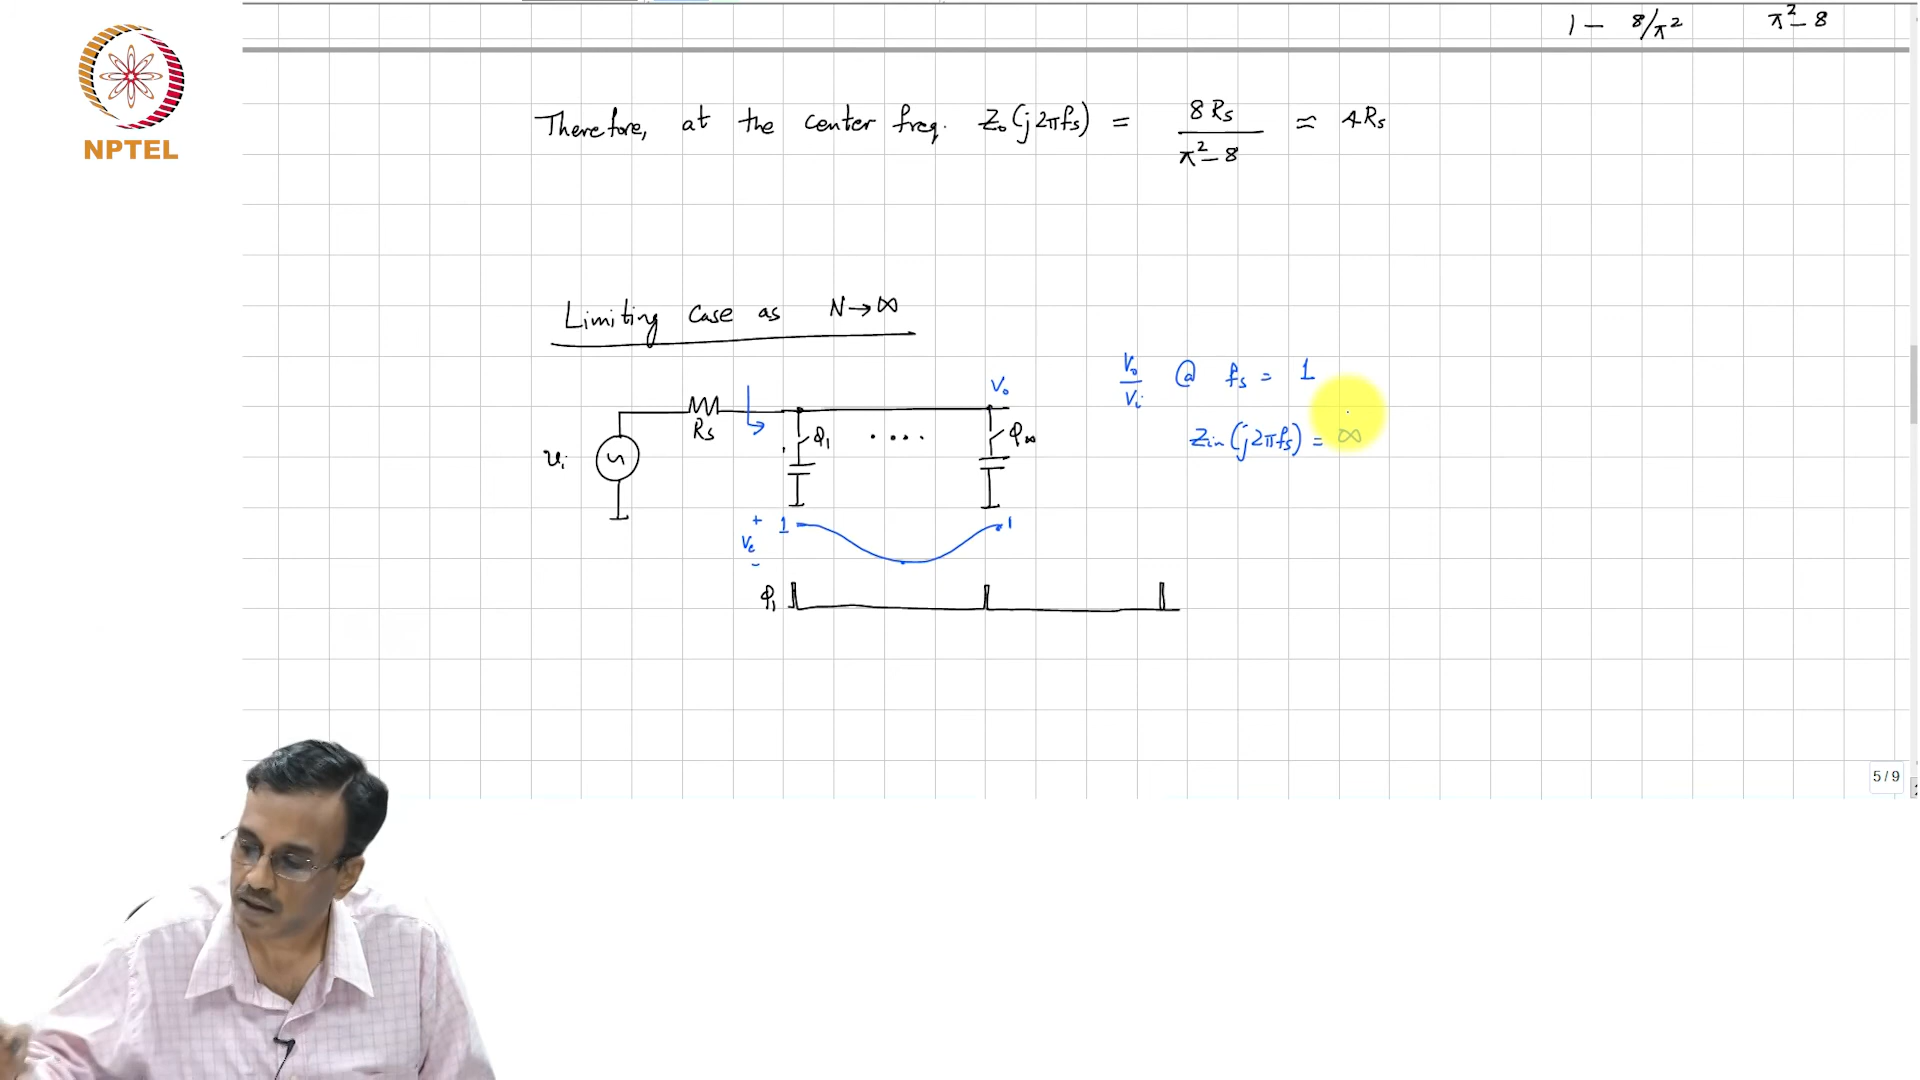 1 - 8/π² π² - 8
NPTEL
Therefore, at the center freq. Z₀(j2πfs) = 8Rs / π² - 8 ≈ 4Rs
Limiting Case as N→∞
V₀/Vi @ fs = 1
Zin(j2πfs) = ∞
V₀
Rs
ϕ₁
....
ϕ∞
vi
+ 1
1
Vc
-
ϕ₁
5/9